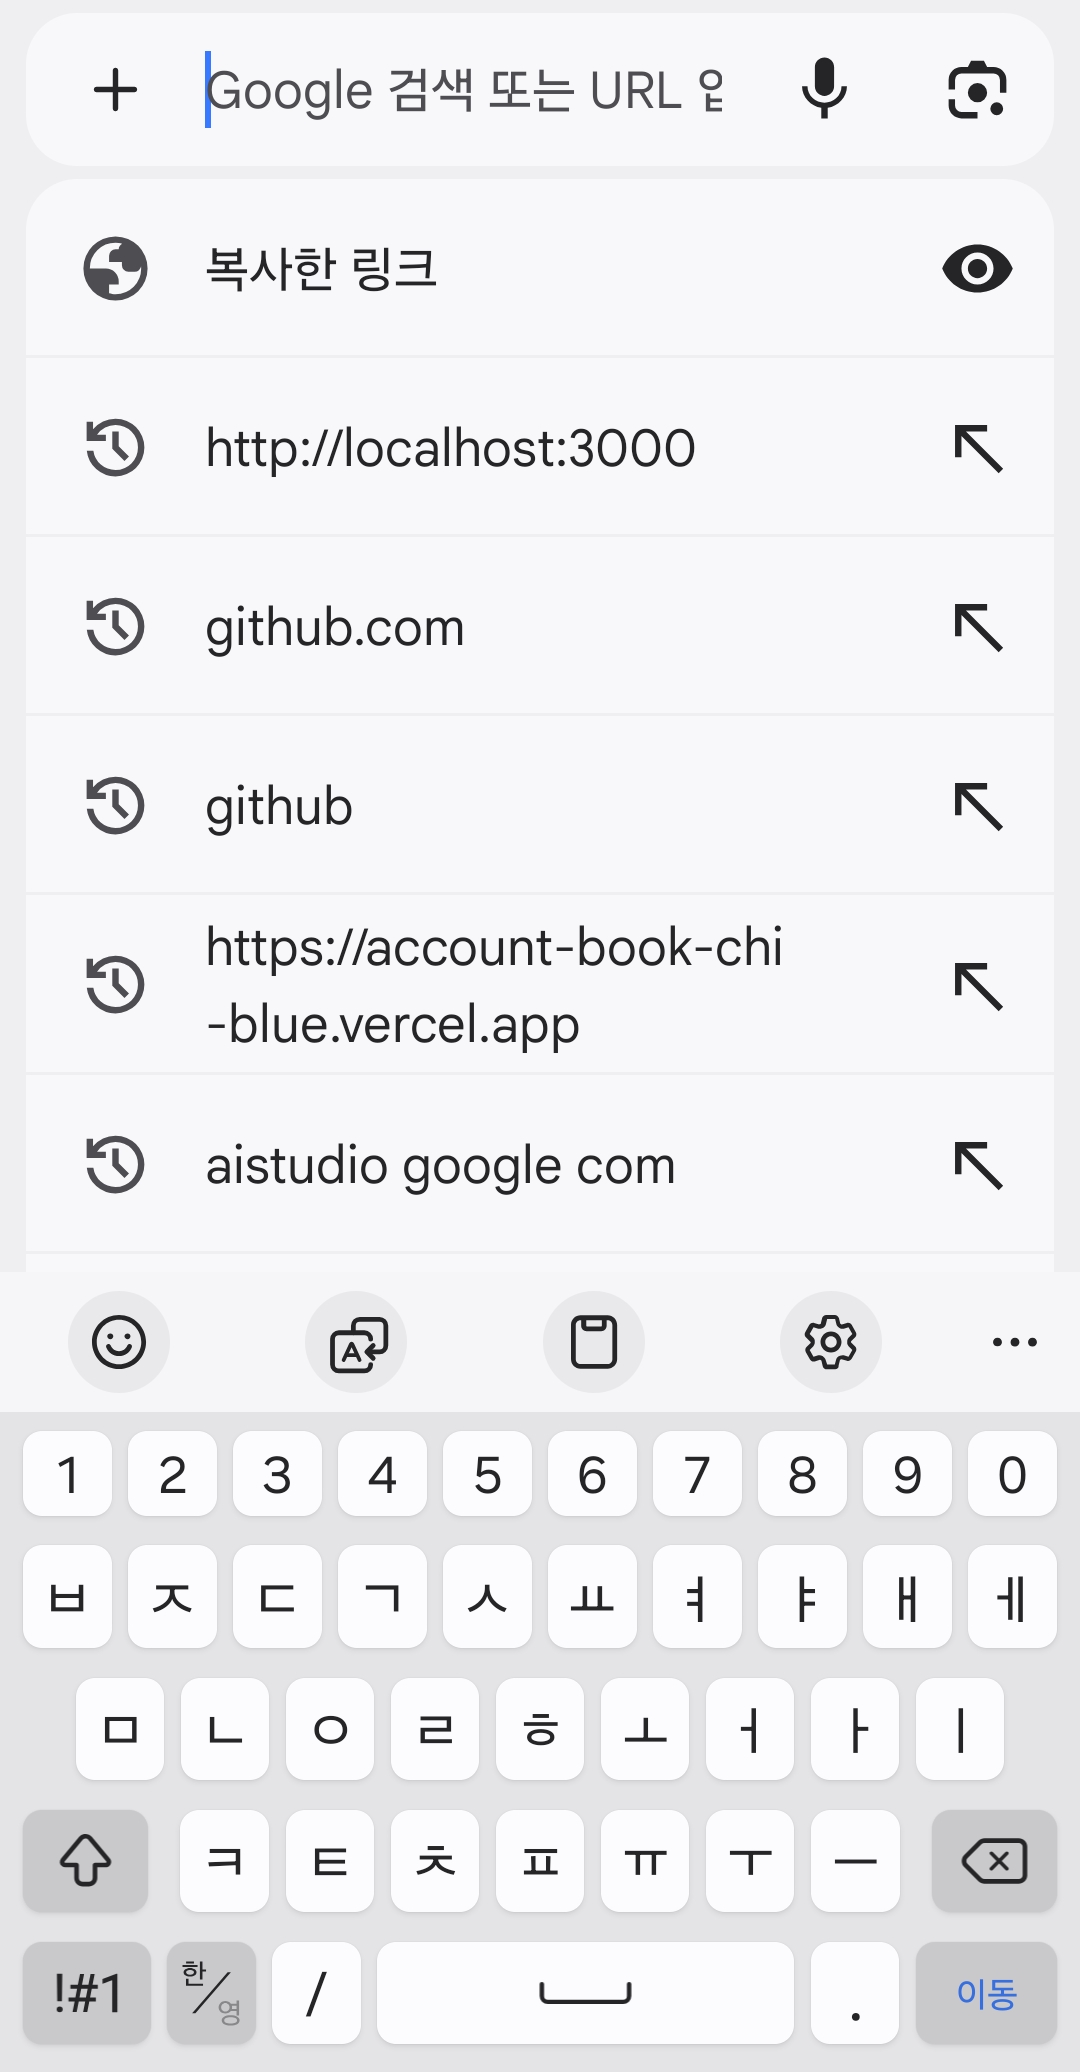 Google 검색 또는 URL
복사한 링크
http://localhost:3000
github.com
github
https://account-book-chi
-blue.vercel.app
aistudio google com
1 2 3 4 5 6 7 8 9 0
ㅂ ㅈ ㄷ ㄱ ㅅ ㅛ ㅕ ㅑ ㅐ ㅔ
ㅁ ㄴ ㅇ ㄹ ㅎ ㅗ ㅓ ㅏ ㅣ
ㅋ ㅌ ㅊ ㅍ ㅠ ㅜ ㅡ
!#1 한/영 / . 이동